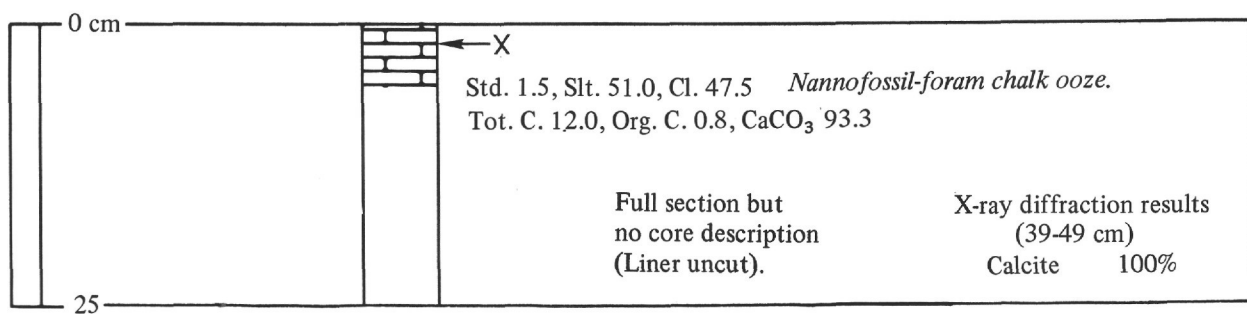 0 cm
X
Std. 1.5, Slt. 51.0, Cl. 47.5 Nannofossil-foram chalk ooze.
Tot. C. 12.0, Org. C. 0.8, CaCO₃ 93.3
Full section but
no core description
(Liner uncut).
X-ray diffraction results
(39-49 cm)
Calcite 100%
25